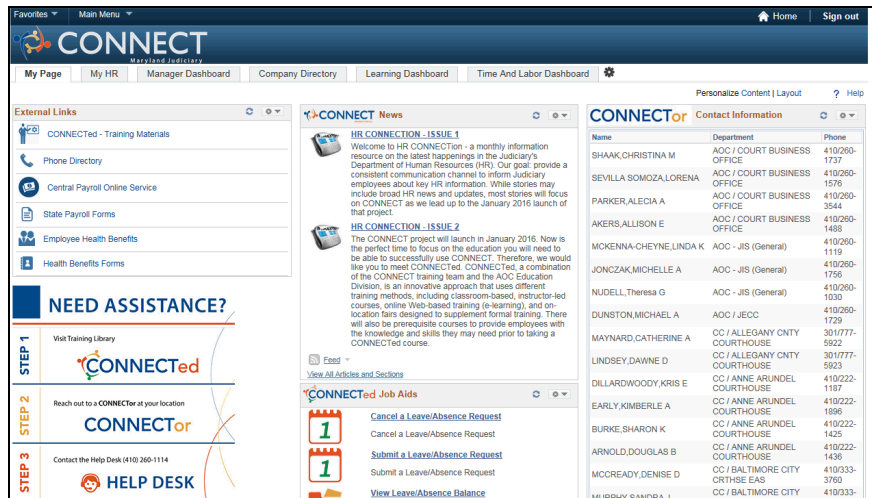 Favorites Main Menu Home Sign out
CONNECT
Maryland Judiciary
My Page My HR Manager Dashboard Company Directory Learning Dashboard Time And Labor Dashboard
Personalize Content | Layout ? Help
External Links
CONNECTed - Training Materials
Phone Directory
Central Payroll Online Service
State Payroll Forms
Employee Health Benefits
Health Benefits Forms
NEED ASSISTANCE?
STEP 1
Visit Training Library
CONNECTed
STEP 2
Reach out to a CONNECTor at your location
CONNECTor
STEP 3
Contact the Help Desk (410) 260-1114
HELP DESK
CONNECT News
HR CONNECTION - ISSUE 1
Welcome to HR CONNECTion - a monthly information
resource on the latest happenings in the Judiciary's
Department of Human Resources (HR). Our goal: provide a
consistent communication channel to inform Judiciary
employees about key HR information. While stories may
include broad HR news and updates, most stories will focus
on CONNECT as we lead up to the January 2016 launch of
that project.
HR CONNECTION - ISSUE 2
The CONNECT project will launch in January 2016. Now is
the perfect time to focus on the education you will need to
be able to successfully use CONNECT. Therefore, we would
like you to meet CONNECTed. CONNECTed, a combination
of the CONNECT training team and the AOC Education
Division, is an innovative approach that uses different
training methods, including classroom-based, instructor-led
courses, online Web-based training (e-learning), and on-
location fairs designed to supplement formal training. There
will also be prerequisite courses to provide employees with
the knowledge and skills they may need prior to taking a
CONNECTed course.
Feed
View All Articles and Sections
CONNECTed Job Aids
1
Cancel a Leave/Absence Request
Cancel a Leave/Absence Request
1
Submit a Leave/Absence Request
Submit a Leave/Absence Request
View Leave/Absence Balance
CONNECTor Contact Information
Name Department Phone
SHAAK,CHRISTINA M AOC / COURT BUSINESS OFFICE 410/260-1737
SEVILLA SOMOZA,LORENA AOC / COURT BUSINESS OFFICE 410/260-1576
PARKER,ALECIA A AOC / COURT BUSINESS OFFICE 410/260-3544
AKERS,ALLISON E AOC / COURT BUSINESS OFFICE 410/260-1488
MCKENNA-CHEYNE,LINDA K AOC - JIS (General) 410/260-1119
JONCZAK,MICHELLE A AOC - JIS (General) 410/260-1756
NUDELL,Theresa G AOC - JIS (General) 410/260-1030
DUNSTON,MICHAEL A AOC / JECC 410/260-1729
MAYNARD,CATHERINE A CC / ALLEGANY CNTY COURTHOUSE 301/777-5922
LINDSEY,DAWNE D CC / ALLEGANY CNTY COURTHOUSE 301/777-5923
DILLARDWOODY,KRIS E CC / ANNE ARUNDEL COURTHOUSE 410/222-1187
EARLY,KIMBERLE A CC / ANNE ARUNDEL COURTHOUSE 410/222-1896
BURKE,SHARON K CC / ANNE ARUNDEL COURTHOUSE 410/222-1425
ARNOLD,DOUGLAS B CC / ANNE ARUNDEL COURTHOUSE 410/222-1436
MCCREADY,DENISE D CC / BALTIMORE CITY CRTHSE EAS 410/333-3760
CC / BALTIMORE CITY 410/333-